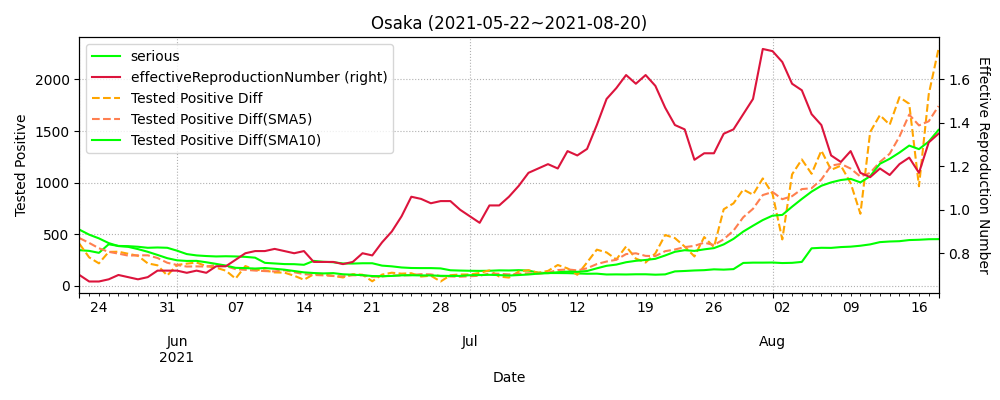 Osaka (2021-05-22~2021-08-20)
serious
effectiveReproductionNumber (right)
Tested Positive Diff
Tested Positive Diff(SMA5)
Tested Positive Diff(SMA10)
Tested Positive
2000
1500
1000
500
0
Effective Reproduction Number
1.6
1.4
1.2
1.0
0.8
24 31 07 14 21 28 05 12 19 26 02 09 16
Jun Jul Aug
2021
Date